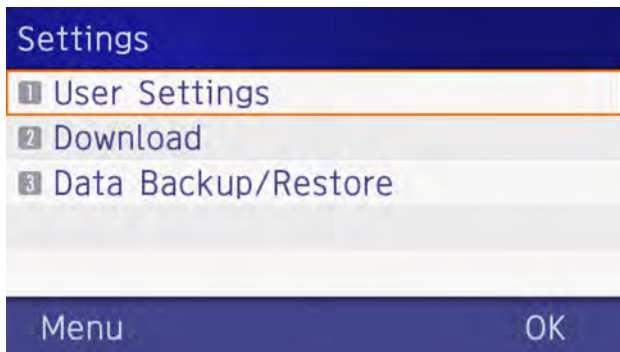 Settings
1 User Settings
2 Download
3 Data Backup/Restore
Menu OK